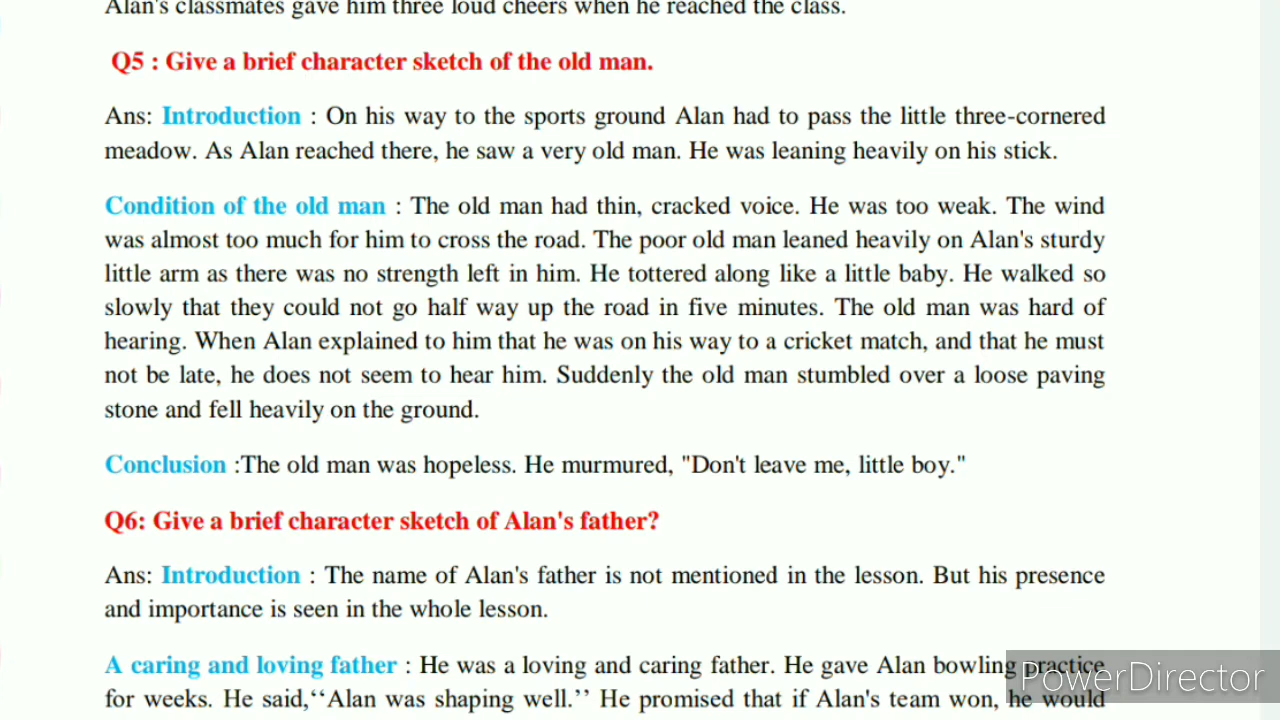 Alan's classmates gave him three loud cheers when he reached the class.
Q5 : Give a brief character sketch of the old man.
Ans: Introduction : On his way to the sports ground Alan had to pass the little three-cornered
meadow. As Alan reached there, he saw a very old man. He was leaning heavily on his stick.
Condition of the old man : The old man had thin, cracked voice. He was too weak. The wind
was almost too much for him to cross the road. The poor old man leaned heavily on Alan's sturdy
little arm as there was no strength left in him. He tottered along like a little baby. He walked so
slowly that they could not go half way up the road in five minutes. The old man was hard of
hearing. When Alan explained to him that he was on his way to a cricket match, and that he must
not be late, he does not seem to hear him. Suddenly the old man stumbled over a loose paving
stone and fell heavily on the ground.
Conclusion :The old man was hopeless. He murmured, "Don't leave me, little boy."
Q6: Give a brief character sketch of Alan's father?
Ans: Introduction : The name of Alan's father is not mentioned in the lesson. But his presence
and importance is seen in the whole lesson.
A caring and loving father : He was a loving and caring father. He gave Alan bowling practice
for weeks. He said,‘‘Alan was shaping well.’’ He promised that if Alan's team won, he would
PowerDirector